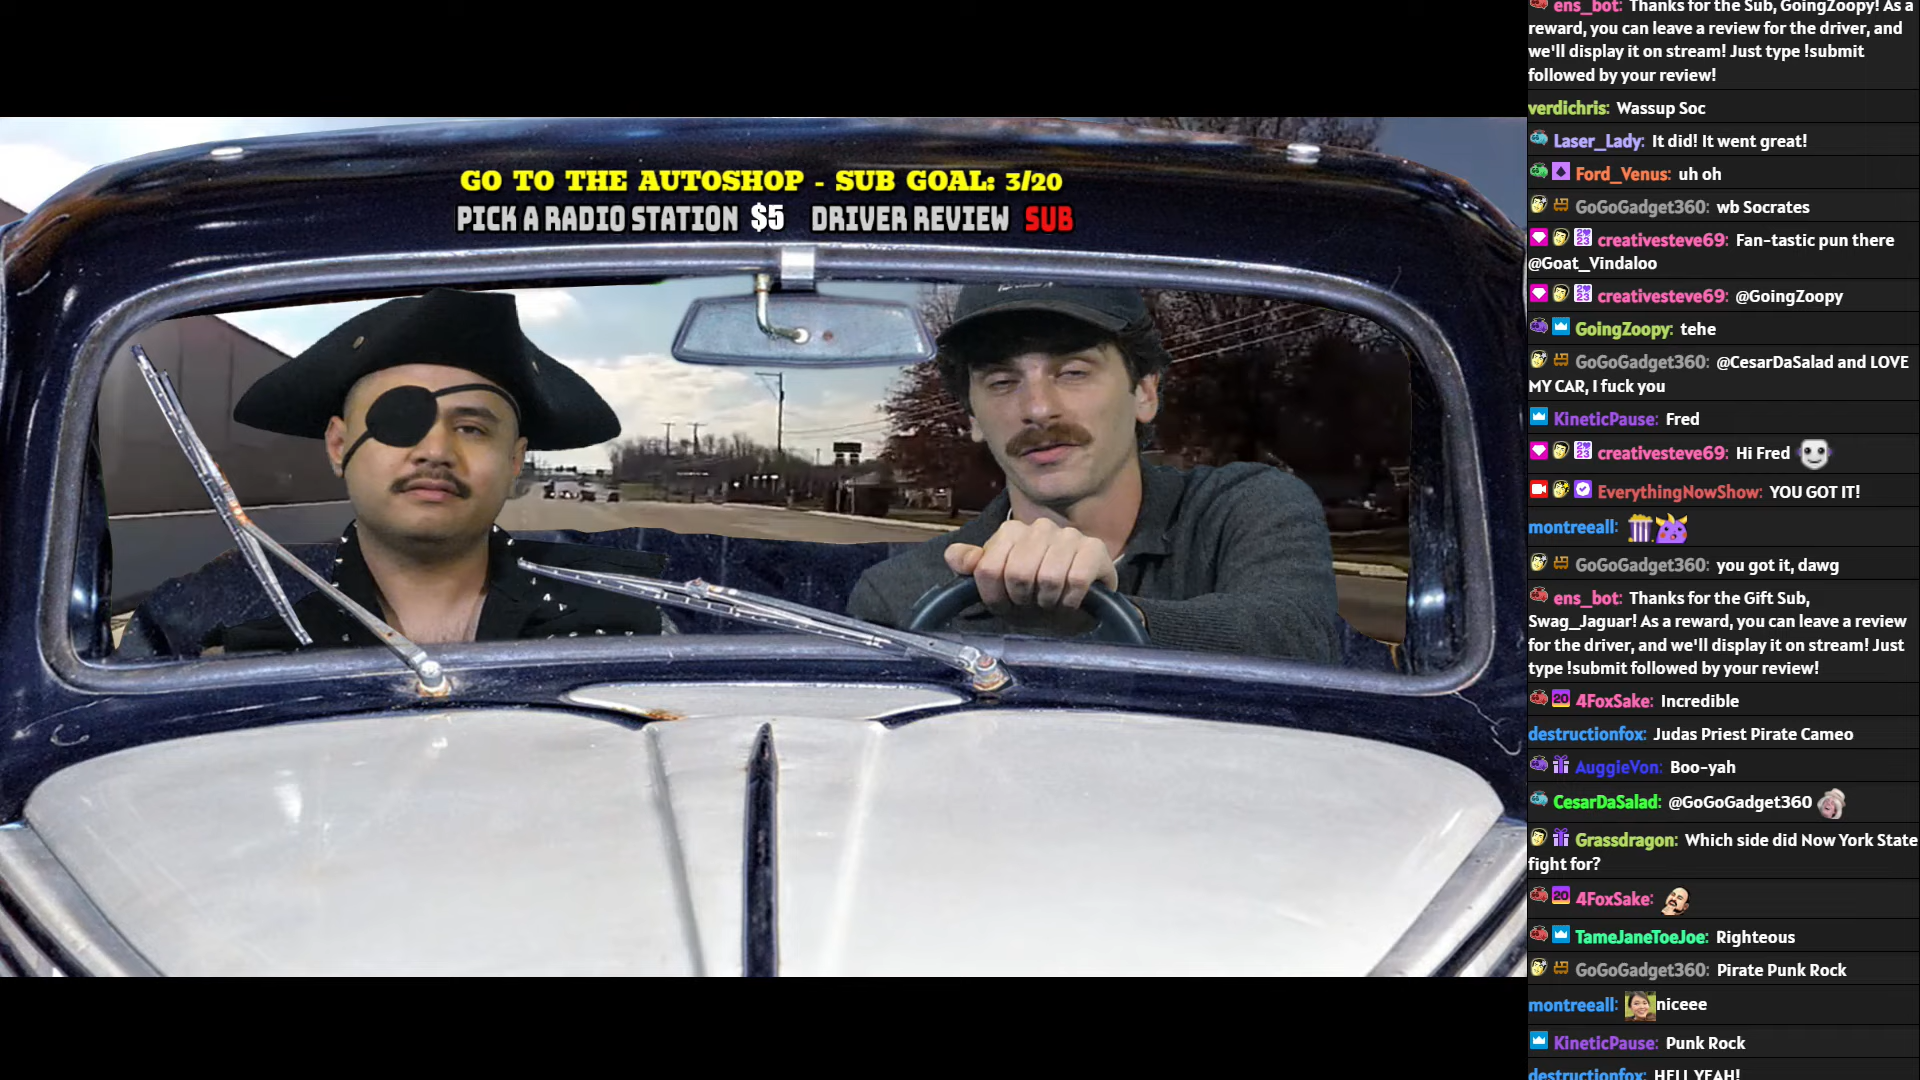 GO TO THE AUTOSHOP - SUB GOAL: 3/20
PICK A RADIO STATION $5 DRIVER REVIEW SUB
ens_bot: Thanks for the Sub, GoingZoopy! As a
reward, you can leave a review for the driver, and
we'll display it on stream! Just type !submit
followed by your review!
verdichris: Wassup Soc
Laser_Lady: It did! It went great!
Ford_Venus: uh oh
GoGoGadget360: wb Socrates
creativesteve69: Fan-tastic pun there
@Goat_Vindaloo
creativesteve69: @GoingZoopy
GoingZoopy: tehe
GoGoGadget360: @CesarDaSalad and LOVE
MY CAR, I fuck you
KineticPause: Fred
creativesteve69: Hi Fred
EverythingNowShow: YOU GOT IT!
montreeall:
GoGoGadget360: you got it, dawg
ens_bot: Thanks for the Gift Sub,
Swag_Jaguar! As a reward, you can leave a review
for the driver, and we'll display it on stream! Just
type !submit followed by your review!
4FoxSake: Incredible
destructionfox: Judas Priest Pirate Cameo
AuggieVon: Boo-yah
CesarDaSalad: @GoGoGadget360
Grassdragon: Which side did Now York State
fight for?
4FoxSake:
TameJaneToeJoe: Righteous
GoGoGadget360: Pirate Punk Rock
montreeall: niceee
KineticPause: Punk Rock
destructionfox: HELL YEAH!